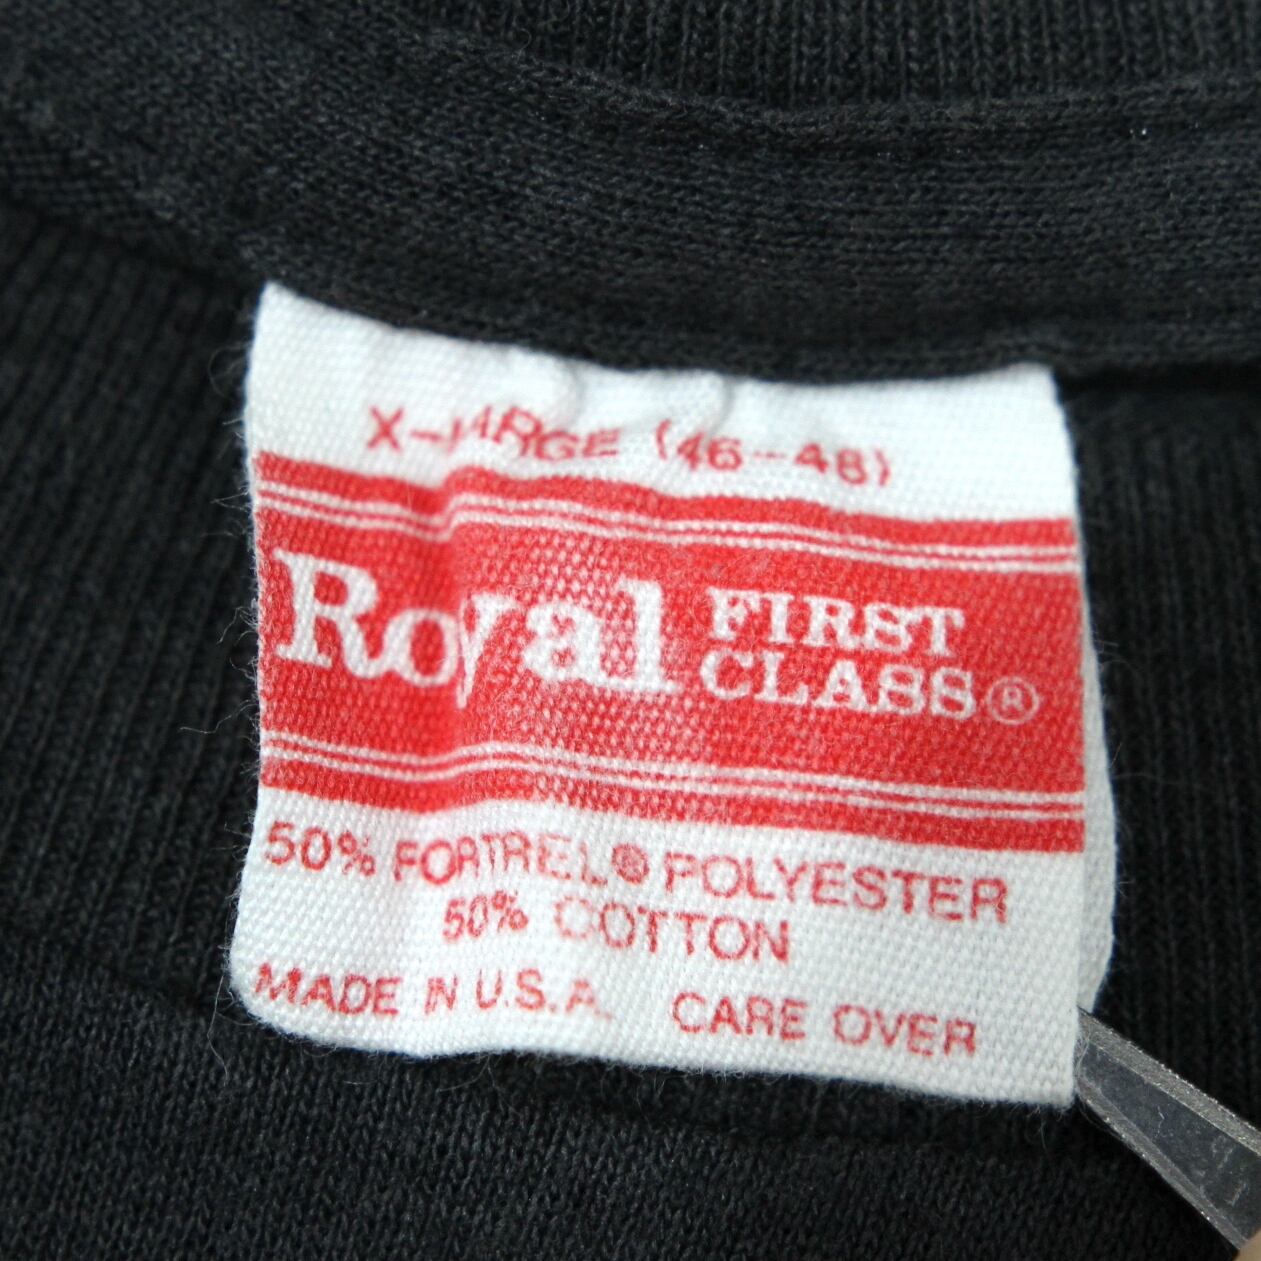 X-LARGE (46-48)
Royal FIRST
CLASS®
50% FORTREL® POLYESTER
50% COTTON
MADE IN U.S.A. CARE OVER